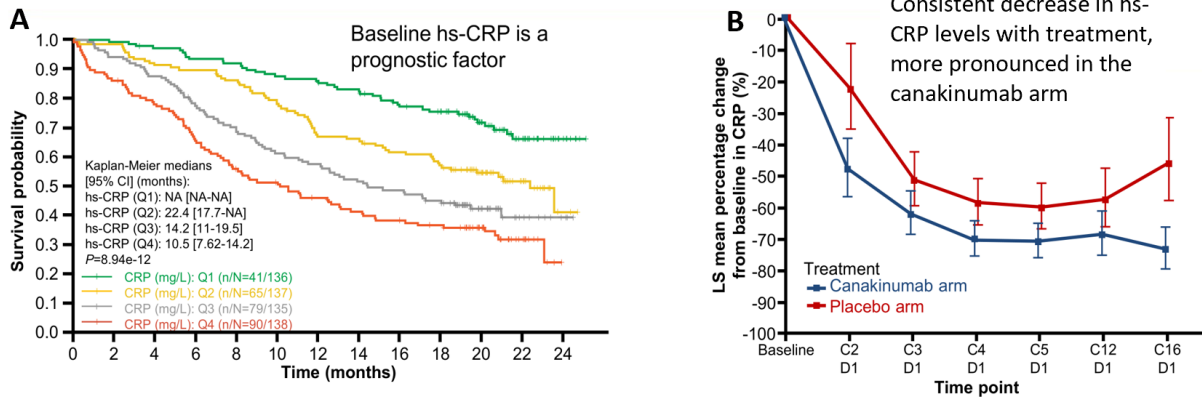 A
Baseline hs-CRP is a
prognostic factor
Survival probability
1.0
0.9
0.8
0.7
0.6
0.5
0.4
0.3
0.2
0.1
0.0
Kaplan-Meier medians
[95% CI] (months):
hs-CRP (Q1): NA [NA-NA]
hs-CRP (Q2): 22.4 [17.7-NA]
hs-CRP (Q3): 14.2 [11-19.5]
hs-CRP (Q4): 10.5 [7.62-14.2]
P=8.94e-12
CRP (mg/L): Q1 (n/N=41/136)
CRP (mg/L): Q2 (n/N=65/137)
CRP (mg/L): Q3 (n/N=79/135)
CRP (mg/L): Q4 (n/N=90/138)
0 2 4 6 8 10 12 14 16 18 20 22 24
Time (months)
B
Consistent decrease in hs-
CRP levels with treatment,
more pronounced in the
canakinumab arm
LS mean percentage change
from baseline in CRP (%)
0
-10
-20
-30
-40
-50
-60
-70
-80
-90
-100
Treatment
Canakinumab arm
Placebo arm
Baseline C2 C3 C4 C5 C12 C16
D1 D1 D1 D1 D1 D1
Time point